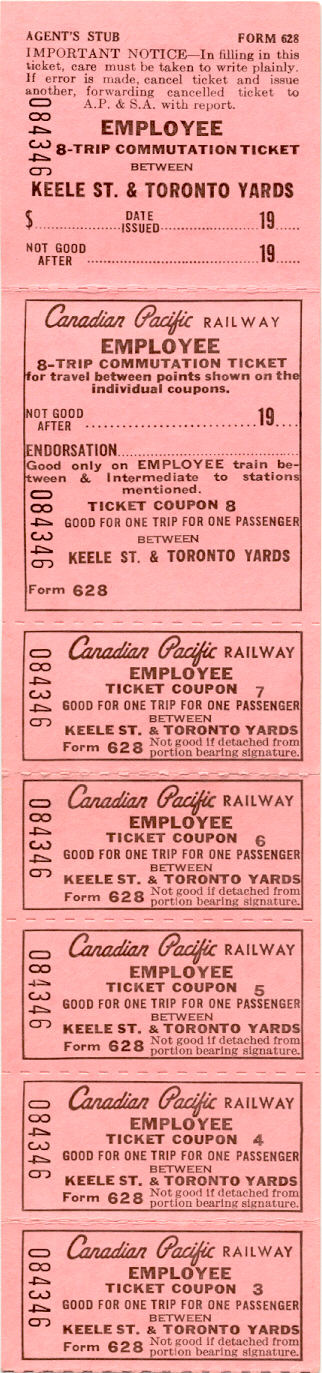 AGENT'S STUB FORM 628
IMPORTANT NOTICE—In filling in this
ticket, care must be taken to write plainly.
If error is made, cancel ticket and issue
another, forwarding cancelled ticket to
A.P. & S.A. with report.
084346
EMPLOYEE
8-TRIP COMMUTATION TICKET
BETWEEN
KEELE ST. & TORONTO YARDS
$ DATE ISSUED 19
NOT GOOD AFTER 19
Canadian Pacific RAILWAY
EMPLOYEE
8-TRIP COMMUTATION TICKET
for travel between points shown on the
individual coupons.
NOT GOOD AFTER 19
ENDORSATION
Good only on EMPLOYEE train be-
tween & Intermediate to stations
mentioned.
084346
TICKET COUPON 8
GOOD FOR ONE TRIP FOR ONE PASSENGER
BETWEEN
KEELE ST. & TORONTO YARDS
Form 628
084346
Canadian Pacific RAILWAY
EMPLOYEE
TICKET COUPON 7
GOOD FOR ONE TRIP FOR ONE PASSENGER
BETWEEN
KEELE ST. & TORONTO YARDS
Form 628 Not good if detached from
portion bearing signature.
084346
Canadian Pacific RAILWAY
EMPLOYEE
TICKET COUPON 6
GOOD FOR ONE TRIP FOR ONE PASSENGER
BETWEEN
KEELE ST. & TORONTO YARDS
Form 628 Not good if detached from
portion bearing signature.
084346
Canadian Pacific RAILWAY
EMPLOYEE
TICKET COUPON 5
GOOD FOR ONE TRIP FOR ONE PASSENGER
BETWEEN
KEELE ST. & TORONTO YARDS
Form 628 Not good if detached from
portion bearing signature.
084346
Canadian Pacific RAILWAY
EMPLOYEE
TICKET COUPON 4
GOOD FOR ONE TRIP FOR ONE PASSENGER
BETWEEN
KEELE ST. & TORONTO YARDS
Form 628 Not good if detached from
portion bearing signature.
084346
Canadian Pacific RAILWAY
EMPLOYEE
TICKET COUPON 3
GOOD FOR ONE TRIP FOR ONE PASSENGER
BETWEEN
KEELE ST. & TORONTO YARDS
Form 628 Not good if detached from
portion bearing signature.